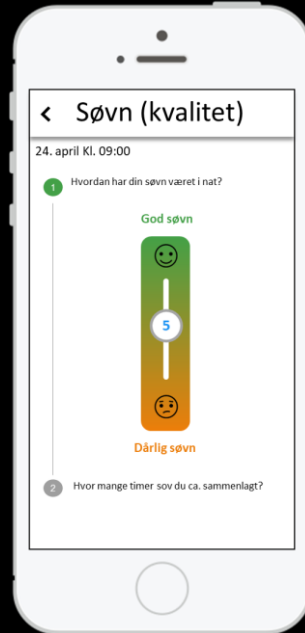 Søvn (kvalitet)
24. april Kl. 09:00
1 Hvordan har din søvn været i nat?
God søvn
5
Dårlig søvn
2 Hvor mange timer sov du ca. sammenlagt?